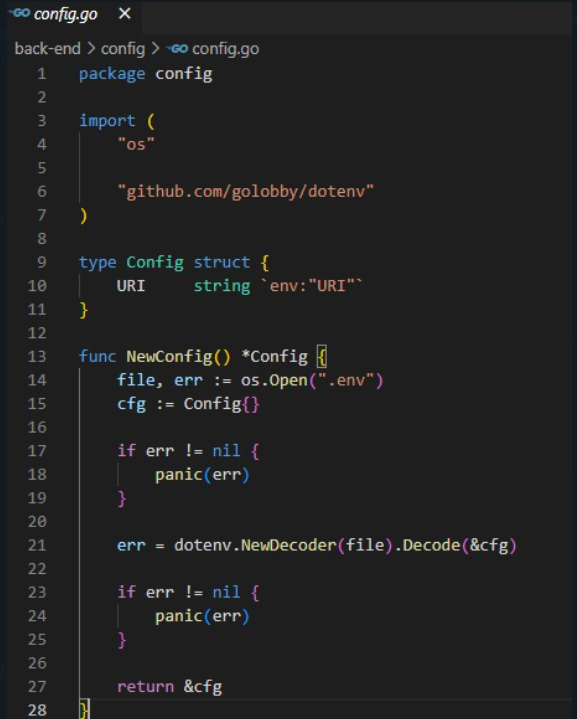 GO config.go ×
back-end > config > GO config.go
1 package config
2
3 import (
4     "os"
5
6     "github.com/golobby/dotenv"
7 )
8
9 type Config struct {
10     URI     string `env:"URI"`
11 }
12
13 func NewConfig() *Config {
14     file, err := os.Open(".env")
15     cfg := Config{}
16
17     if err != nil {
18         panic(err)
19     }
20
21     err = dotenv.NewDecoder(file).Decode(&cfg)
22
23     if err != nil {
24         panic(err)
25     }
26
27     return &cfg
28 }